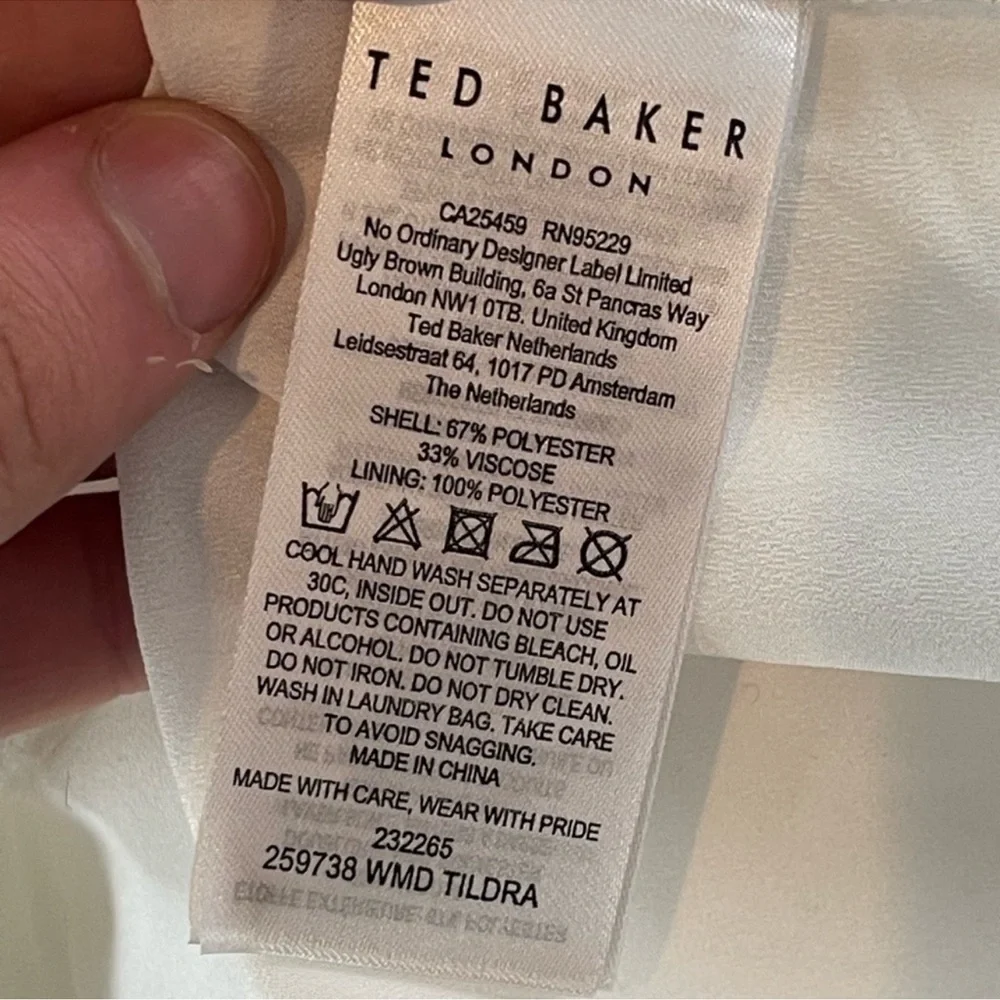 TED BAKER
LONDON
CA25459 RN95229
No Ordinary Designer Label Limited
Ugly Brown Building, 6a St Pancras Way
London NW1 0TB. United Kingdom
Ted Baker Netherlands
Leidsestraat 64, 1017 PD Amsterdam
The Netherlands
SHELL: 67% POLYESTER
33% VISCOSE
LINING: 100% POLYESTER
COOL HAND WASH SEPARATELY AT
30C, INSIDE OUT. DO NOT USE
PRODUCTS CONTAINING BLEACH, OIL
OR ALCOHOL. DO NOT TUMBLE DRY.
DO NOT IRON. DO NOT DRY CLEAN.
WASH IN LAUNDRY BAG. TAKE CARE
TO AVOID SNAGGING.
MADE IN CHINA
MADE WITH CARE, WEAR WITH PRIDE
232265
259738 WMD TILDRA